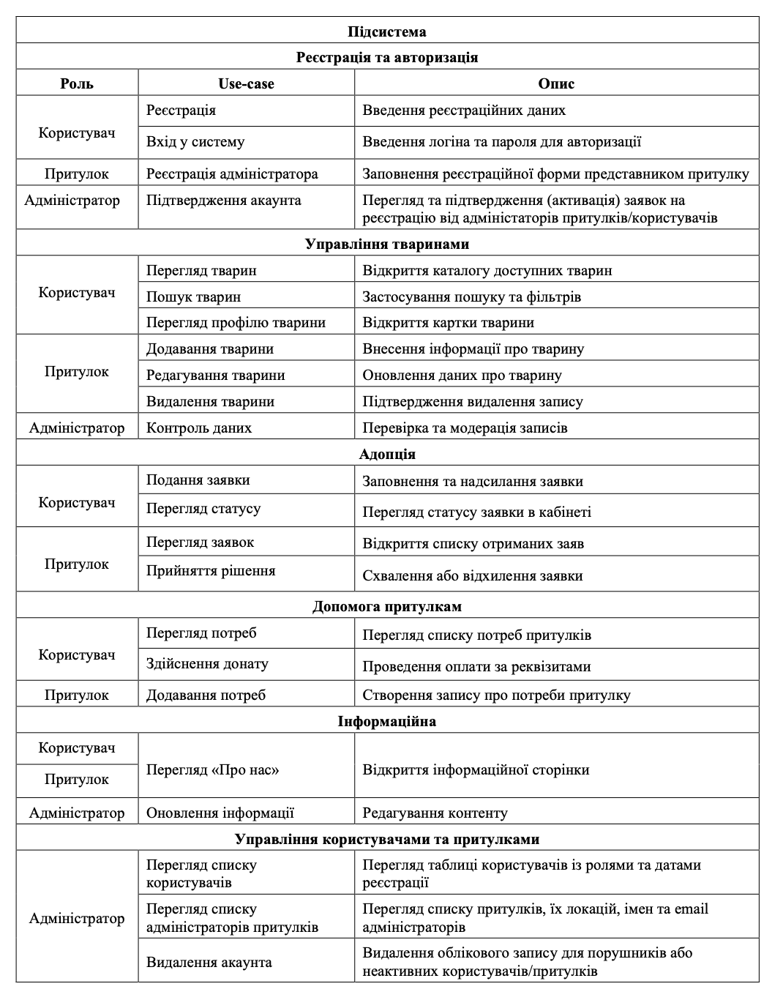 Підсистема
Реєстрація та авторизація
Роль Use-case Опис
Користувач
Реєстрація Введення реєстраційних даних
Вхід у систему Введення логіна та пароля для авторизації
Притулок Реєстрація адміністратора Заповнення реєстраційної форми представником притулку
Адміністратор Підтвердження акаунта Перегляд та підтвердження (активація) заявок на
реєстрацію від адміністаторів притулків/користувачів
Управління тваринами
Користувач
Перегляд тварин Відкриття каталогу доступних тварин
Пошук тварин Застосування пошуку та фільтрів
Перегляд профілю тварини Відкриття картки тварини
Притулок
Додавання тварини Внесення інформації про тварину
Редагування тварини Оновлення даних про тварину
Видалення тварини Підтвердження видалення запису
Адміністратор Контроль даних Перевірка та модерація записів
Адопція
Користувач
Подання заявки Заповнення та надсилання заявки
Перегляд статусу Перегляд статусу заявки в кабінеті
Притулок
Перегляд заявок Відкриття списку отриманих заяв
Прийняття рішення Схвалення або відхилення заявки
Допомога притулкам
Користувач
Перегляд потреб Перегляд списку потреб притулків
Здійснення донату Проведення оплати за реквізитами
Притулок Додавання потреб Створення запису про потреби притулку
Інформаційна
Користувач
Притулок
Перегляд «Про нас» Відкриття інформаційної сторінки
Адміністратор Оновлення інформації Редагування контенту
Управління користувачами та притулками
Адміністратор
Перегляд списку
користувачів
Перегляд таблиці користувачів із ролями та датами
реєстрації
Перегляд списку
адміністраторів притулків
Перегляд списку притулків, їх локацій, імен та email
адміністраторів
Видалення акаунта
Видалення облікового запису для порушників або
неактивних користувачів/притулків